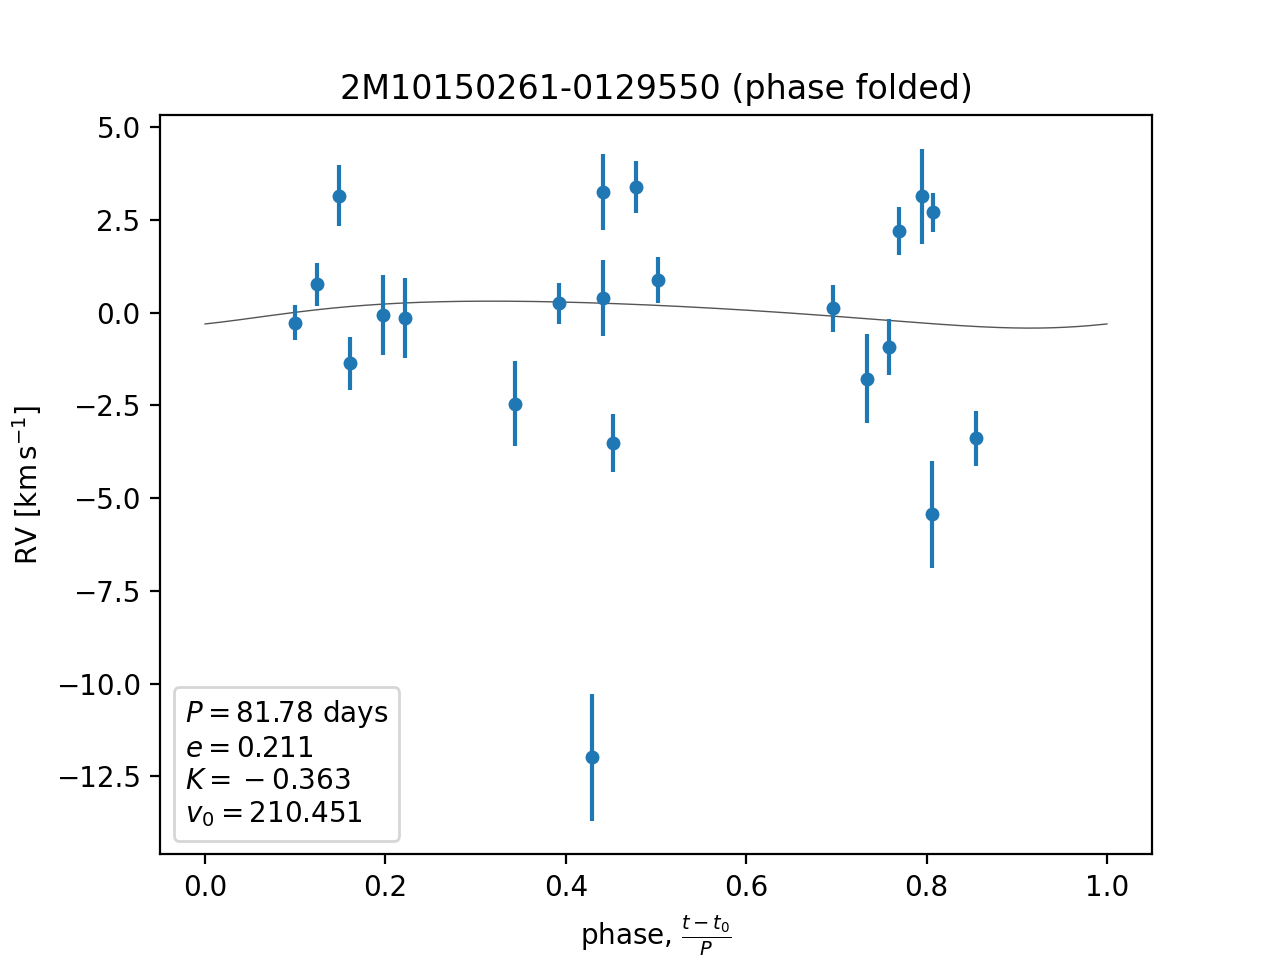 2M10150261-0129550 (phase folded)
5.0
2.5
0.0
−2.5
−5.0
−7.5
−10.0
−12.5
RV [km s⁻¹]
P = 81.78 days
e = 0.211
K = −0.363
v₀ = 210.451
0.0 0.2 0.4 0.6 0.8 1.0
phase, (t − t₀)/P